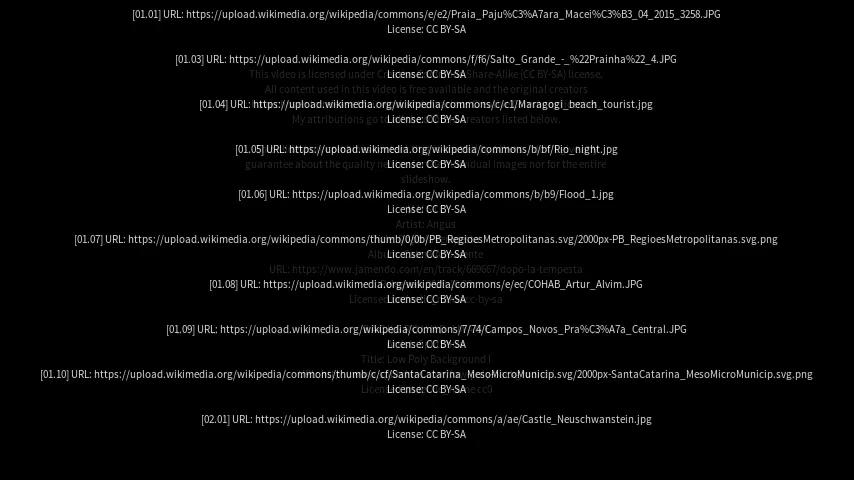 [01.01] URL: https://upload.wikimedia.org/wikipedia/commons/e/e2/Praia_Paju%C3%A7ara_Macei%C3%B3_04_2015_3258.JPG
License: CC BY-SA
[01.03] URL: https://upload.wikimedia.org/wikipedia/commons/f/f6/Salto_Grande_-_%22Prainha%22_4.JPG
This video is licensed under Share-Alike (CC BY-SA) license.
License: CC BY-SA
All content used in this video is free available and the original creators
[01.04] URL: https://upload.wikimedia.org/wikipedia/commons/c/c1/Maragogi_beach_tourist.jpg
My attributions go listed below.
License: CC BY-SA
[01.05] URL: https://upload.wikimedia.org/wikipedia/commons/b/bf/Rio_night.jpg
guarantee about the quality images nor for the entire
License: CC BY-SA
slideshow.
[01.06] URL: https://upload.wikimedia.org/wikipedia/commons/b/b9/Flood_1.jpg
License: CC BY-SA
Artist: Angus
[01.07] URL: https://upload.wikimedia.org/wikipedia/commons/thumb/0/0b/PB_RegioesMetropolitanas.svg/2000px-PB_RegioesMetropolitanas.svg.png
License: CC BY-SA
URL: https://www.jamendo.com/en/track/669667/dopo-la-tempesta
[01.08] URL: https://upload.wikimedia.org/wikipedia/commons/e/ec/COHAB_Artur_Alvim.JPG
License: CC BY-SA
[01.09] URL: https://upload.wikimedia.org/wikipedia/commons/7/74/Campos_Novos_Pra%C3%A7a_Central.JPG
License: CC BY-SA
Title: Low Poly Background I
[01.10] URL: https://upload.wikimedia.org/wikipedia/commons/thumb/c/cf/SantaCatarina_MesoMicroMunicip.svg/2000px-SantaCatarina_MesoMicroMunicip.svg.png
License: CC BY-SA
[02.01] URL: https://upload.wikimedia.org/wikipedia/commons/a/ae/Castle_Neuschwanstein.jpg
License: CC BY-SA